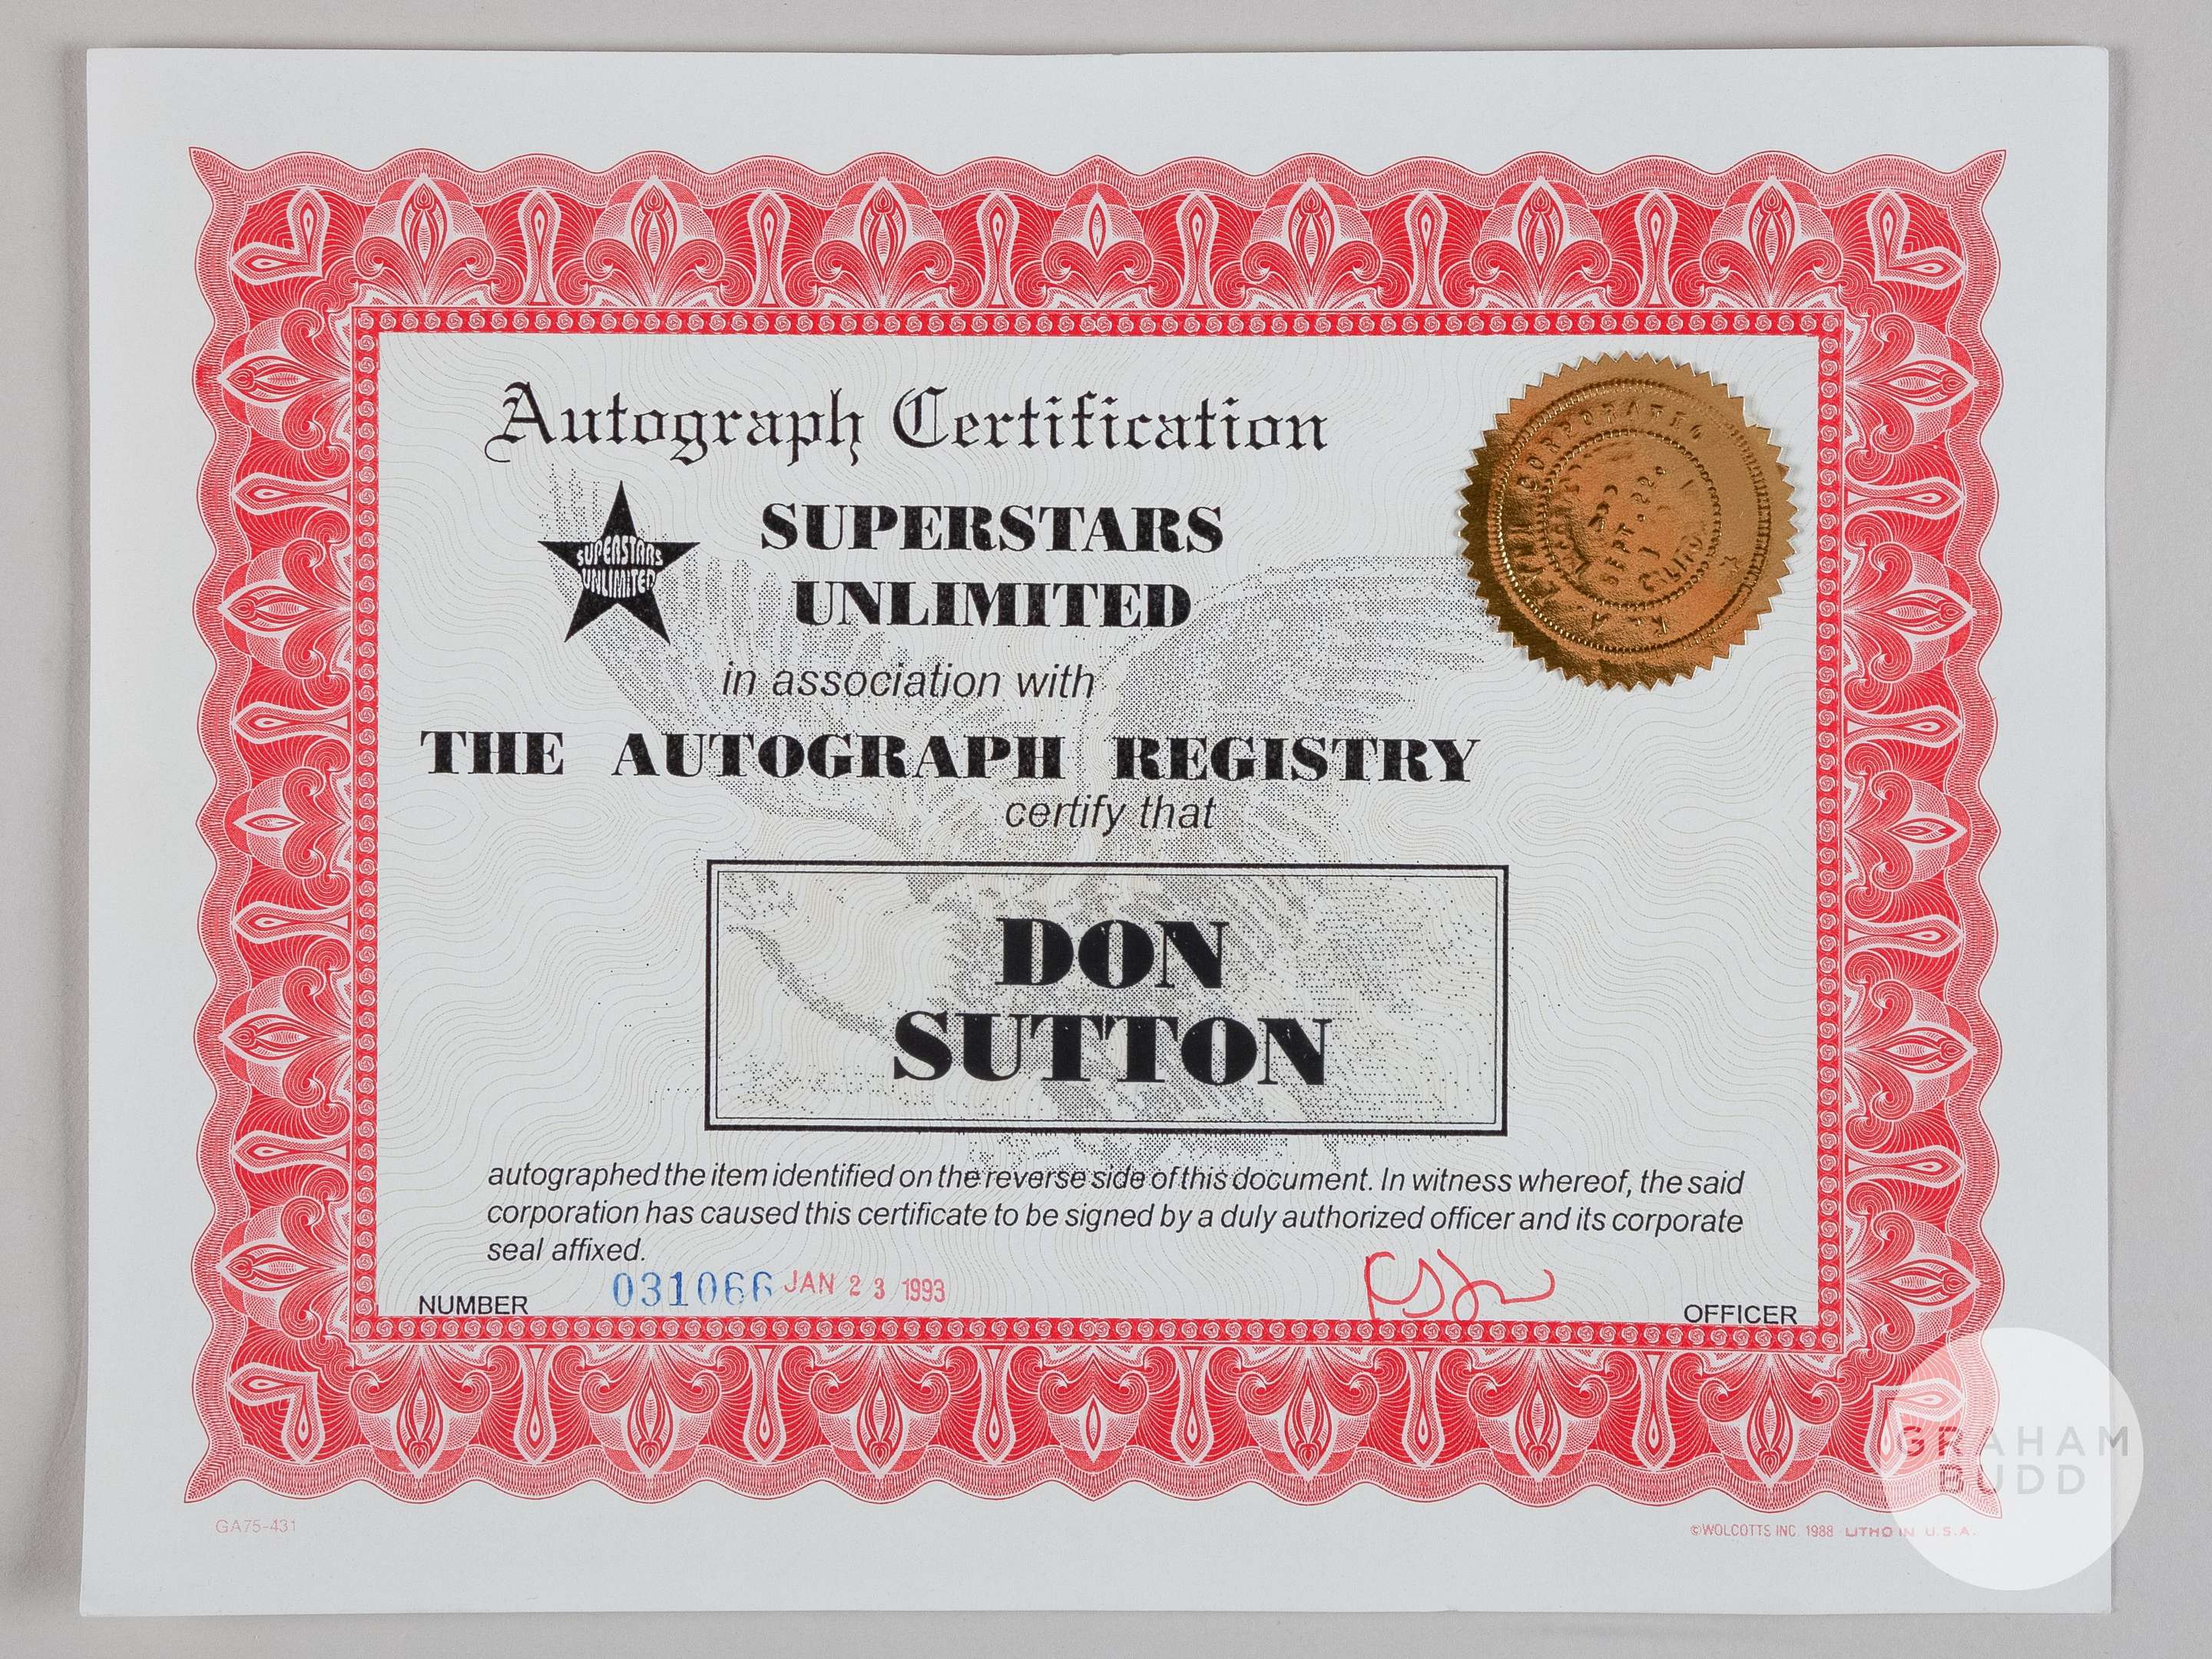 Autograph Certification
SUPERSTARS
UNLIMITED
SUPERSTARS
UNLIMITED
in association with
THE AUTOGRAPH REGISTRY
certify that
DON
SUTTON
autographed the item identified on the reverse side of this document. In witness whereof, the said
corporation has caused this certificate to be signed by a duly authorized officer and its corporate
seal affixed.
NUMBER 031066 JAN 23 1993 OFFICER
GA75-431
©WOLCOTTS INC. 1988 LITHO IN U.S.A.
GRAHAM
BUDD